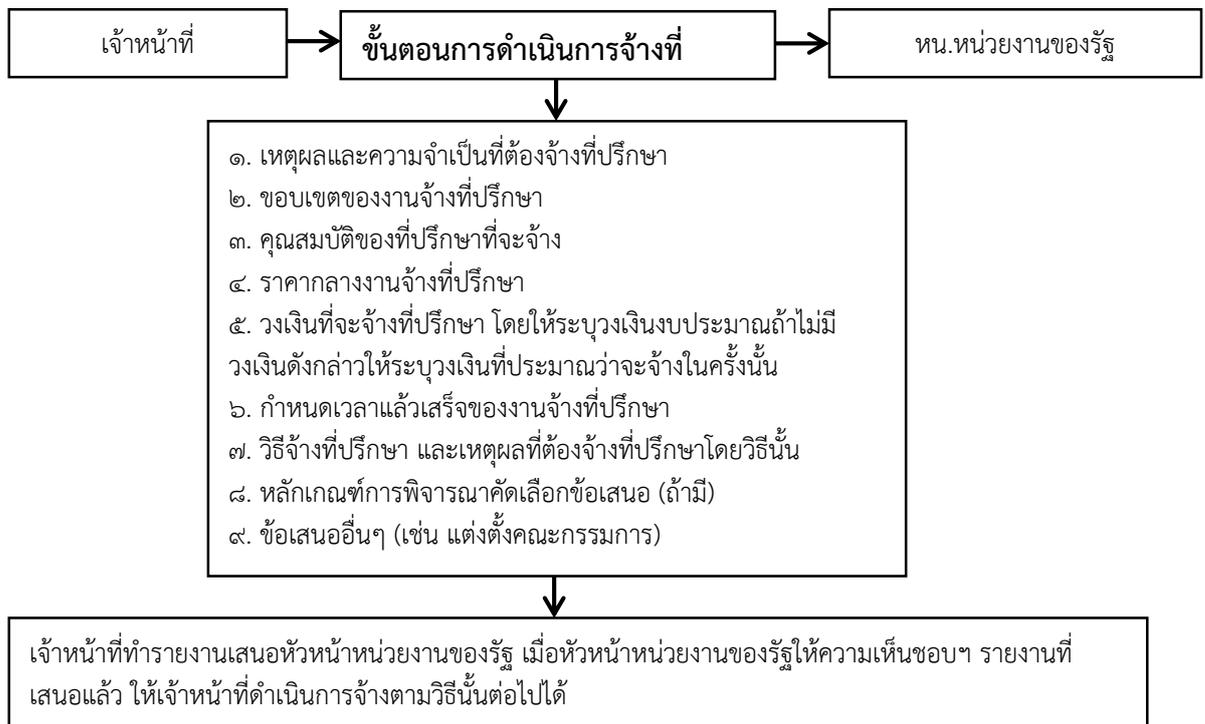 เจ้าหน้าที่
ขั้นตอนการดำเนินการจ้างที่
หน.หน่วยงานของรัฐ
๑. เหตุผลและความจำเป็นที่ต้องจ้างที่ปรึกษา
๒. ขอบเขตของงานจ้างที่ปรึกษา
๓. คุณสมบัติของที่ปรึกษาที่จะจ้าง
๔. ราคากลางงานจ้างที่ปรึกษา
๕. วงเงินที่จะจ้างที่ปรึกษา โดยให้ระบุวงเงินงบประมาณถ้าไม่มี
วงเงินดังกล่าวให้ระบุวงเงินที่ประมาณว่าจะจ้างในครั้งนั้น
๖. กำหนดเวลาแล้วเสร็จของงานจ้างที่ปรึกษา
๗. วิธีจ้างที่ปรึกษา และเหตุผลที่ต้องจ้างที่ปรึกษาโดยวิธีนั้น
๘. หลักเกณฑ์การพิจารณาคัดเลือกข้อเสนอ (ถ้ามี)
๙. ข้อเสนออื่นๆ (เช่น แต่งตั้งคณะกรรมการ)
เจ้าหน้าที่ทำรายงานเสนอหัวหน้าหน่วยงานของรัฐ เมื่อหัวหน้าหน่วยงานของรัฐให้ความเห็นชอบฯ รายงานที่
เสนอแล้ว ให้เจ้าหน้าที่ดำเนินการจ้างตามวิธีนั้นต่อไปได้